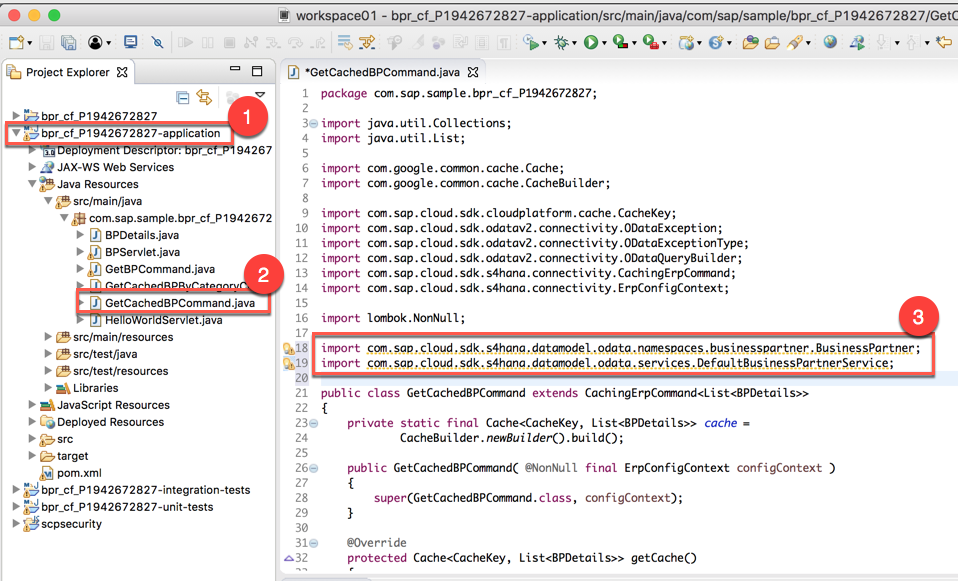 workspace01 - bpr_cf_P1942672827-application/src/main/java/com/sap/sample/bpr_cf_P1942672827/GetC
Project Explorer
*GetCachedBPCommand.java
bpr_cf_P1942672827
1
bpr_cf_P1942672827-application
Deployment Descriptor: bpr_cf_P194267
JAX-WS Web Services
Java Resources
src/main/java
com.sap.sample.bpr_cf_P1942672
BPDetails.java
BPServlet.java
GetBPCommand.java
2
GetCachedBPByCategoryC
GetCachedBPCommand.java
HelloWorldServlet.java
src/main/resources
src/test/java
src/test/resources
Libraries
JavaScript Resources
Deployed Resources
src
target
pom.xml
bpr_cf_P1942672827-integration-tests
bpr_cf_P1942672827-unit-tests
scpsecurity
1 package com.sap.sample.bpr_cf_P1942672827;
2
3 import java.util.Collections;
4 import java.util.List;
5
6 import com.google.common.cache.Cache;
7 import com.google.common.cache.CacheBuilder;
8
9 import com.sap.cloud.sdk.cloudplatform.cache.CacheKey;
10 import com.sap.cloud.sdk.odatav2.connectivity.ODataException;
11 import com.sap.cloud.sdk.odatav2.connectivity.ODataExceptionType;
12 import com.sap.cloud.sdk.odatav2.connectivity.ODataQueryBuilder;
13 import com.sap.cloud.sdk.s4hana.connectivity.CachingErpCommand;
14 import com.sap.cloud.sdk.s4hana.connectivity.ErpConfigContext;
15
16 import lombok.NonNull;
17
3
18 import com.sap.cloud.sdk.s4hana.datamodel.odata.namespaces.businesspartner.BusinessPartner;
19 import com.sap.cloud.sdk.s4hana.datamodel.odata.services.DefaultBusinessPartnerService;
20
21 public class GetCachedBPCommand extends CachingErpCommand<List<BPDetails>>
22 {
23 private static final Cache<CacheKey, List<BPDetails>> cache =
24 CacheBuilder.newBuilder().build();
25
26 public GetCachedBPCommand( @NonNull final ErpConfigContext configContext )
27 {
28 super(GetCachedBPCommand.class, configContext);
29 }
30
31 @Override
32 protected Cache<CacheKey, List<BPDetails>> getCache()